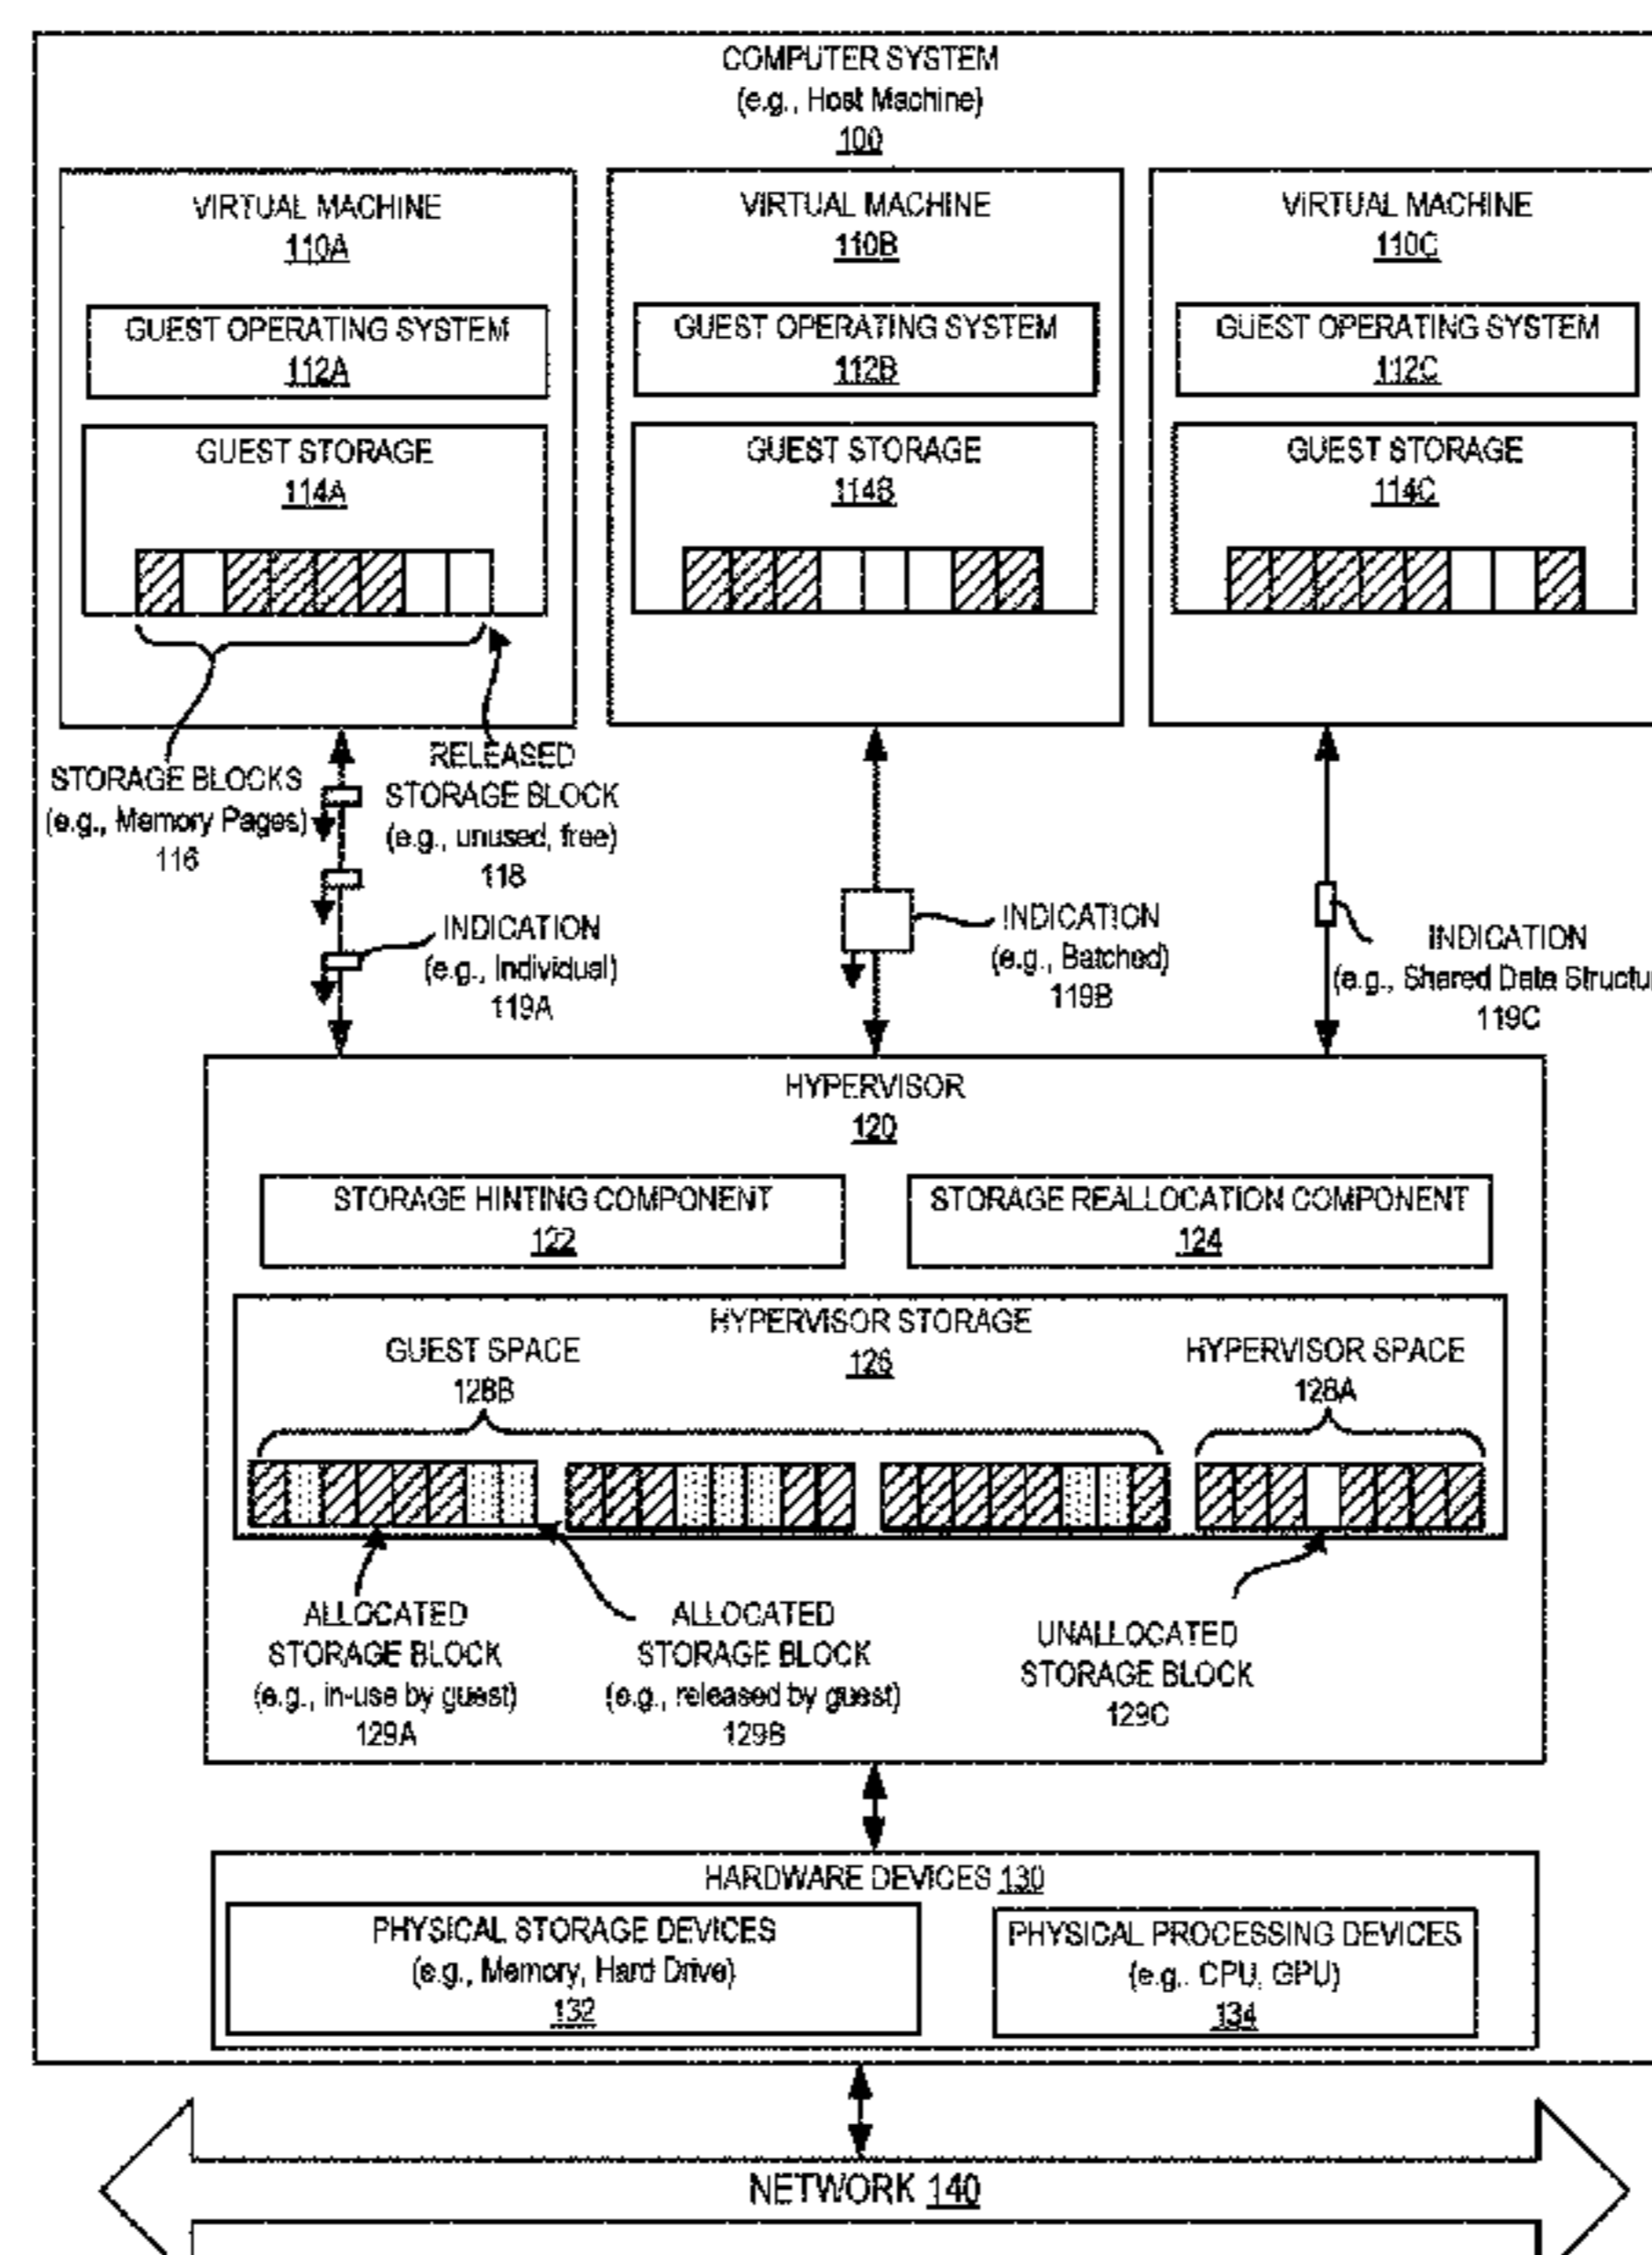 COMPUTER SYSTEM
(e.g., Host Machine)
100
VIRTUAL MACHINE
110A
GUEST OPERATING SYSTEM
112A
GUEST STORAGE
114A
VIRTUAL MACHINE
110B
GUEST OPERATING SYSTEM
112B
GUEST STORAGE
114B
VIRTUAL MACHINE
110C
GUEST OPERATING SYSTEM
112C
GUEST STORAGE
114C
STORAGE BLOCKS
(e.g., Memory Pages)
116
RELEASED
STORAGE BLOCK
(e.g., unused, free)
118
INDICATION
(e.g., Individual)
119A
INDICATION
(e.g., Batched)
119B
INDICATION
(e.g., Shared Data Structu
119C
HYPERVISOR
120
STORAGE HINTING COMPONENT
122
STORAGE REALLOCATION COMPONENT
124
HYPERVISOR STORAGE
126
GUEST SPACE
128B
HYPERVISOR SPACE
128A
ALLOCATED
STORAGE BLOCK
(e.g., in-use by guest)
129A
ALLOCATED
STORAGE BLOCK
(e.g., released by guest)
129B
UNALLOCATED
STORAGE BLOCK
129C
HARDWARE DEVICES 130
PHYSICAL STORAGE DEVICES
(e.g., Memory, Hard Drive)
132
PHYSICAL PROCESSING DEVICES
(e.g., CPU, GPU)
134
NETWORK 140